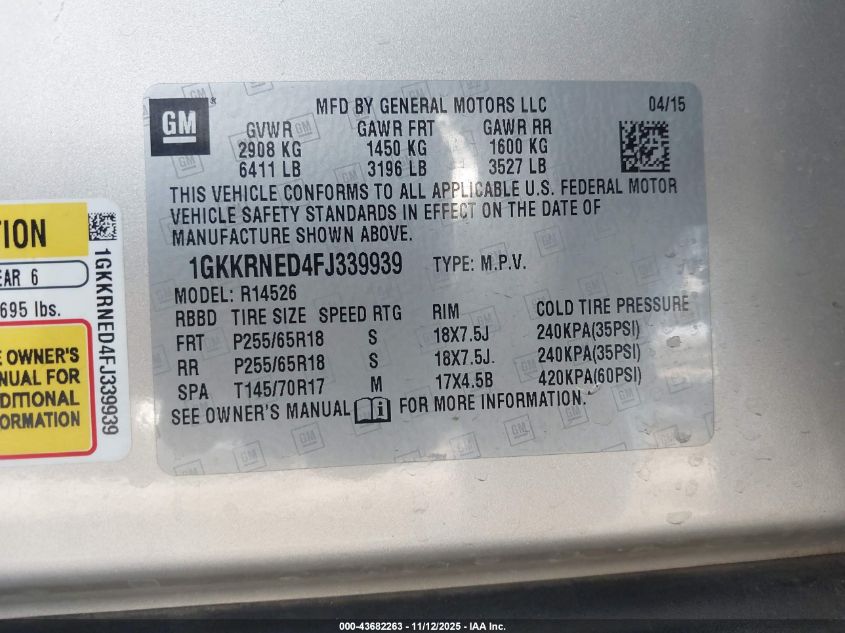 GM
MFD BY GENERAL MOTORS LLC 04/15
GVWR GAWR FRT GAWR RR
2908 KG 1450 KG 1600 KG
6411 LB 3196 LB 3527 LB
THIS VEHICLE CONFORMS TO ALL APPLICABLE U.S. FEDERAL MOTOR
VEHICLE SAFETY STANDARDS IN EFFECT ON THE DATE OF
MANUFACTURE SHOWN ABOVE.
1GKKRNED4FJ339939 TYPE: M.P.V.
MODEL: R14526
RBBD TIRE SIZE SPEED RTG RIM COLD TIRE PRESSURE
FRT P255/65R18 S 18X7.5J 240KPA(35PSI)
RR P255/65R18 S 18X7.5J. 240KPA(35PSI)
SPA T145/70R17 M 17X4.5B 420KPA(60PSI)
SEE OWNER'S MANUAL i FOR MORE INFORMATION.
TION
EAR 6
695 lbs.
E OWNER'S
NUAL FOR
DITIONAL
ORMATION
1GKKRNED4FJ339939
000-43682263 - 11/12/2025 - IAA Inc.